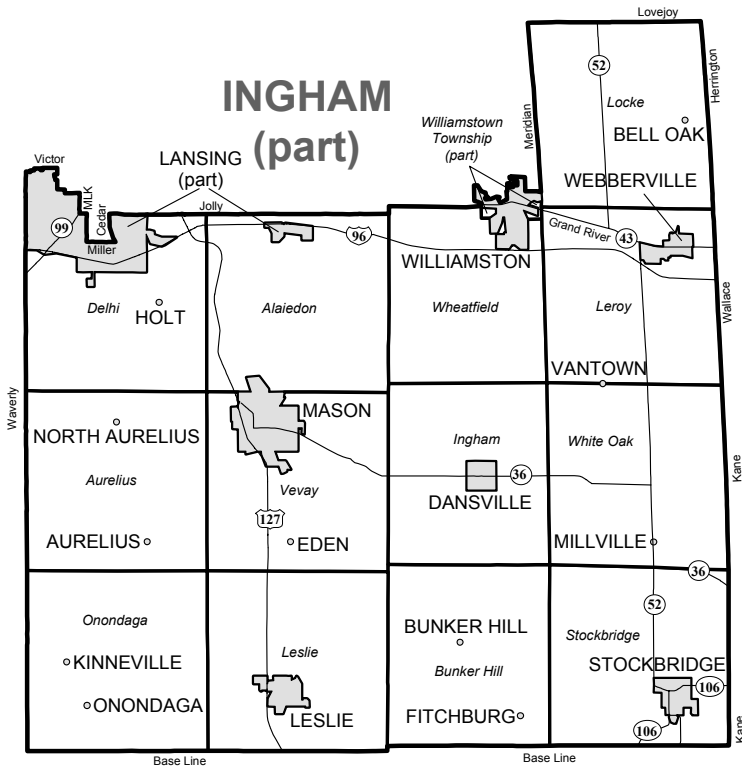 Lovejoy
52
Herrington
INGHAM
(part)
Locke
Williamstown
Township
(part)
Meridian
BELL OAK
Victor
LANSING
(part)
WEBBERVILLE
MLK
Cedar
Jolly
99
Miller
96
Grand River
43
WILLIAMSTON
Delhi
HOLT
Alaiedon
Wheatfield
Leroy
Wallace
VANTOWN
Waverly
MASON
NORTH AURELIUS
Ingham
White Oak
Aurelius
Vevay
36
Kane
DANSVILLE
127
AURELIUS
EDEN
MILLVILLE
36
52
Onondaga
BUNKER HILL
Stockbridge
Leslie
KINNEVILLE
Bunker Hill
STOCKBRIDGE
106
ONONDAGA
LESLIE
FITCHBURG
106
Kane
Base Line
Base Line